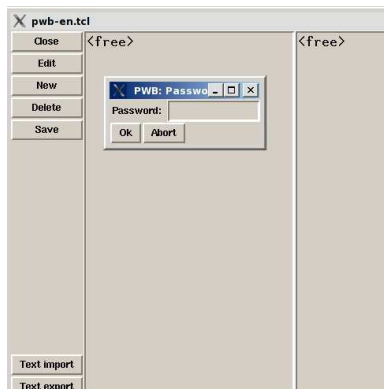 pwb-en.tcl
Close
<free>
<free>
Edit
New
Delete
Save
PWB: Passwo
Password:
Ok
Abort
Text import
Text export